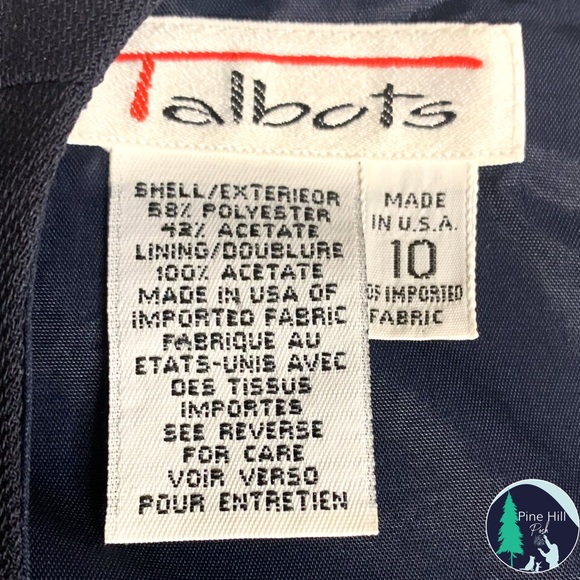 Talbots
SHELL/EXTERIEUR
58% POLYESTER
42% ACETATE
LINING/DOUBLURE
100% ACETATE
MADE IN USA OF
IMPORTED FABRIC
FABRIQUE AU
ETATS-UNIS AVEC
DES TISSUS
IMPORTES
SEE REVERSE
FOR CARE
VOIR VERSO
POUR ENTRETIEN
MADE
IN U.S.A.
10
OF IMPORTED
FABRIC
Pine Hill